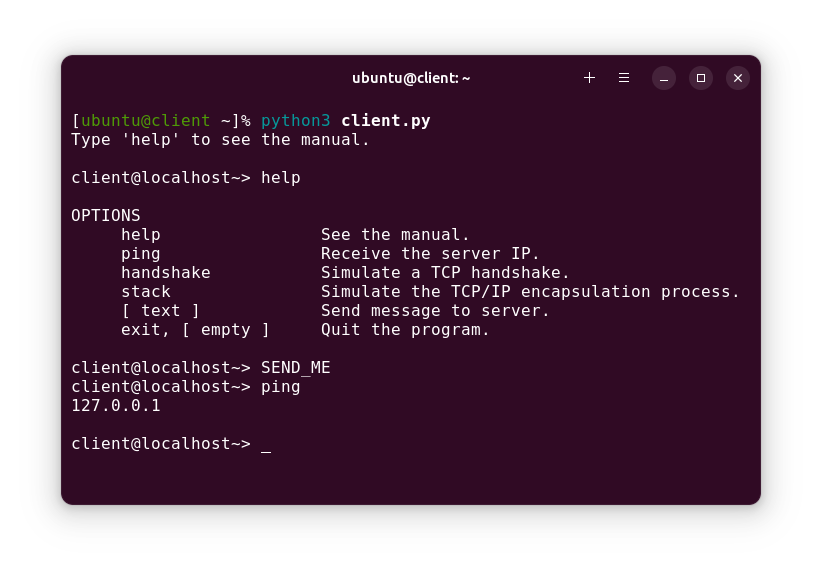 ubuntu@client: ~
[ubuntu@client ~]% python3 client.py
Type 'help' to see the manual.
client@localhost~> help
OPTIONS
help See the manual.
ping Receive the server IP.
handshake Simulate a TCP handshake.
stack Simulate the TCP/IP encapsulation process.
[ text ] Send message to server.
exit, [ empty ] Quit the program.
client@localhost~> SEND_ME
client@localhost~> ping
127.0.0.1
client@localhost~> _